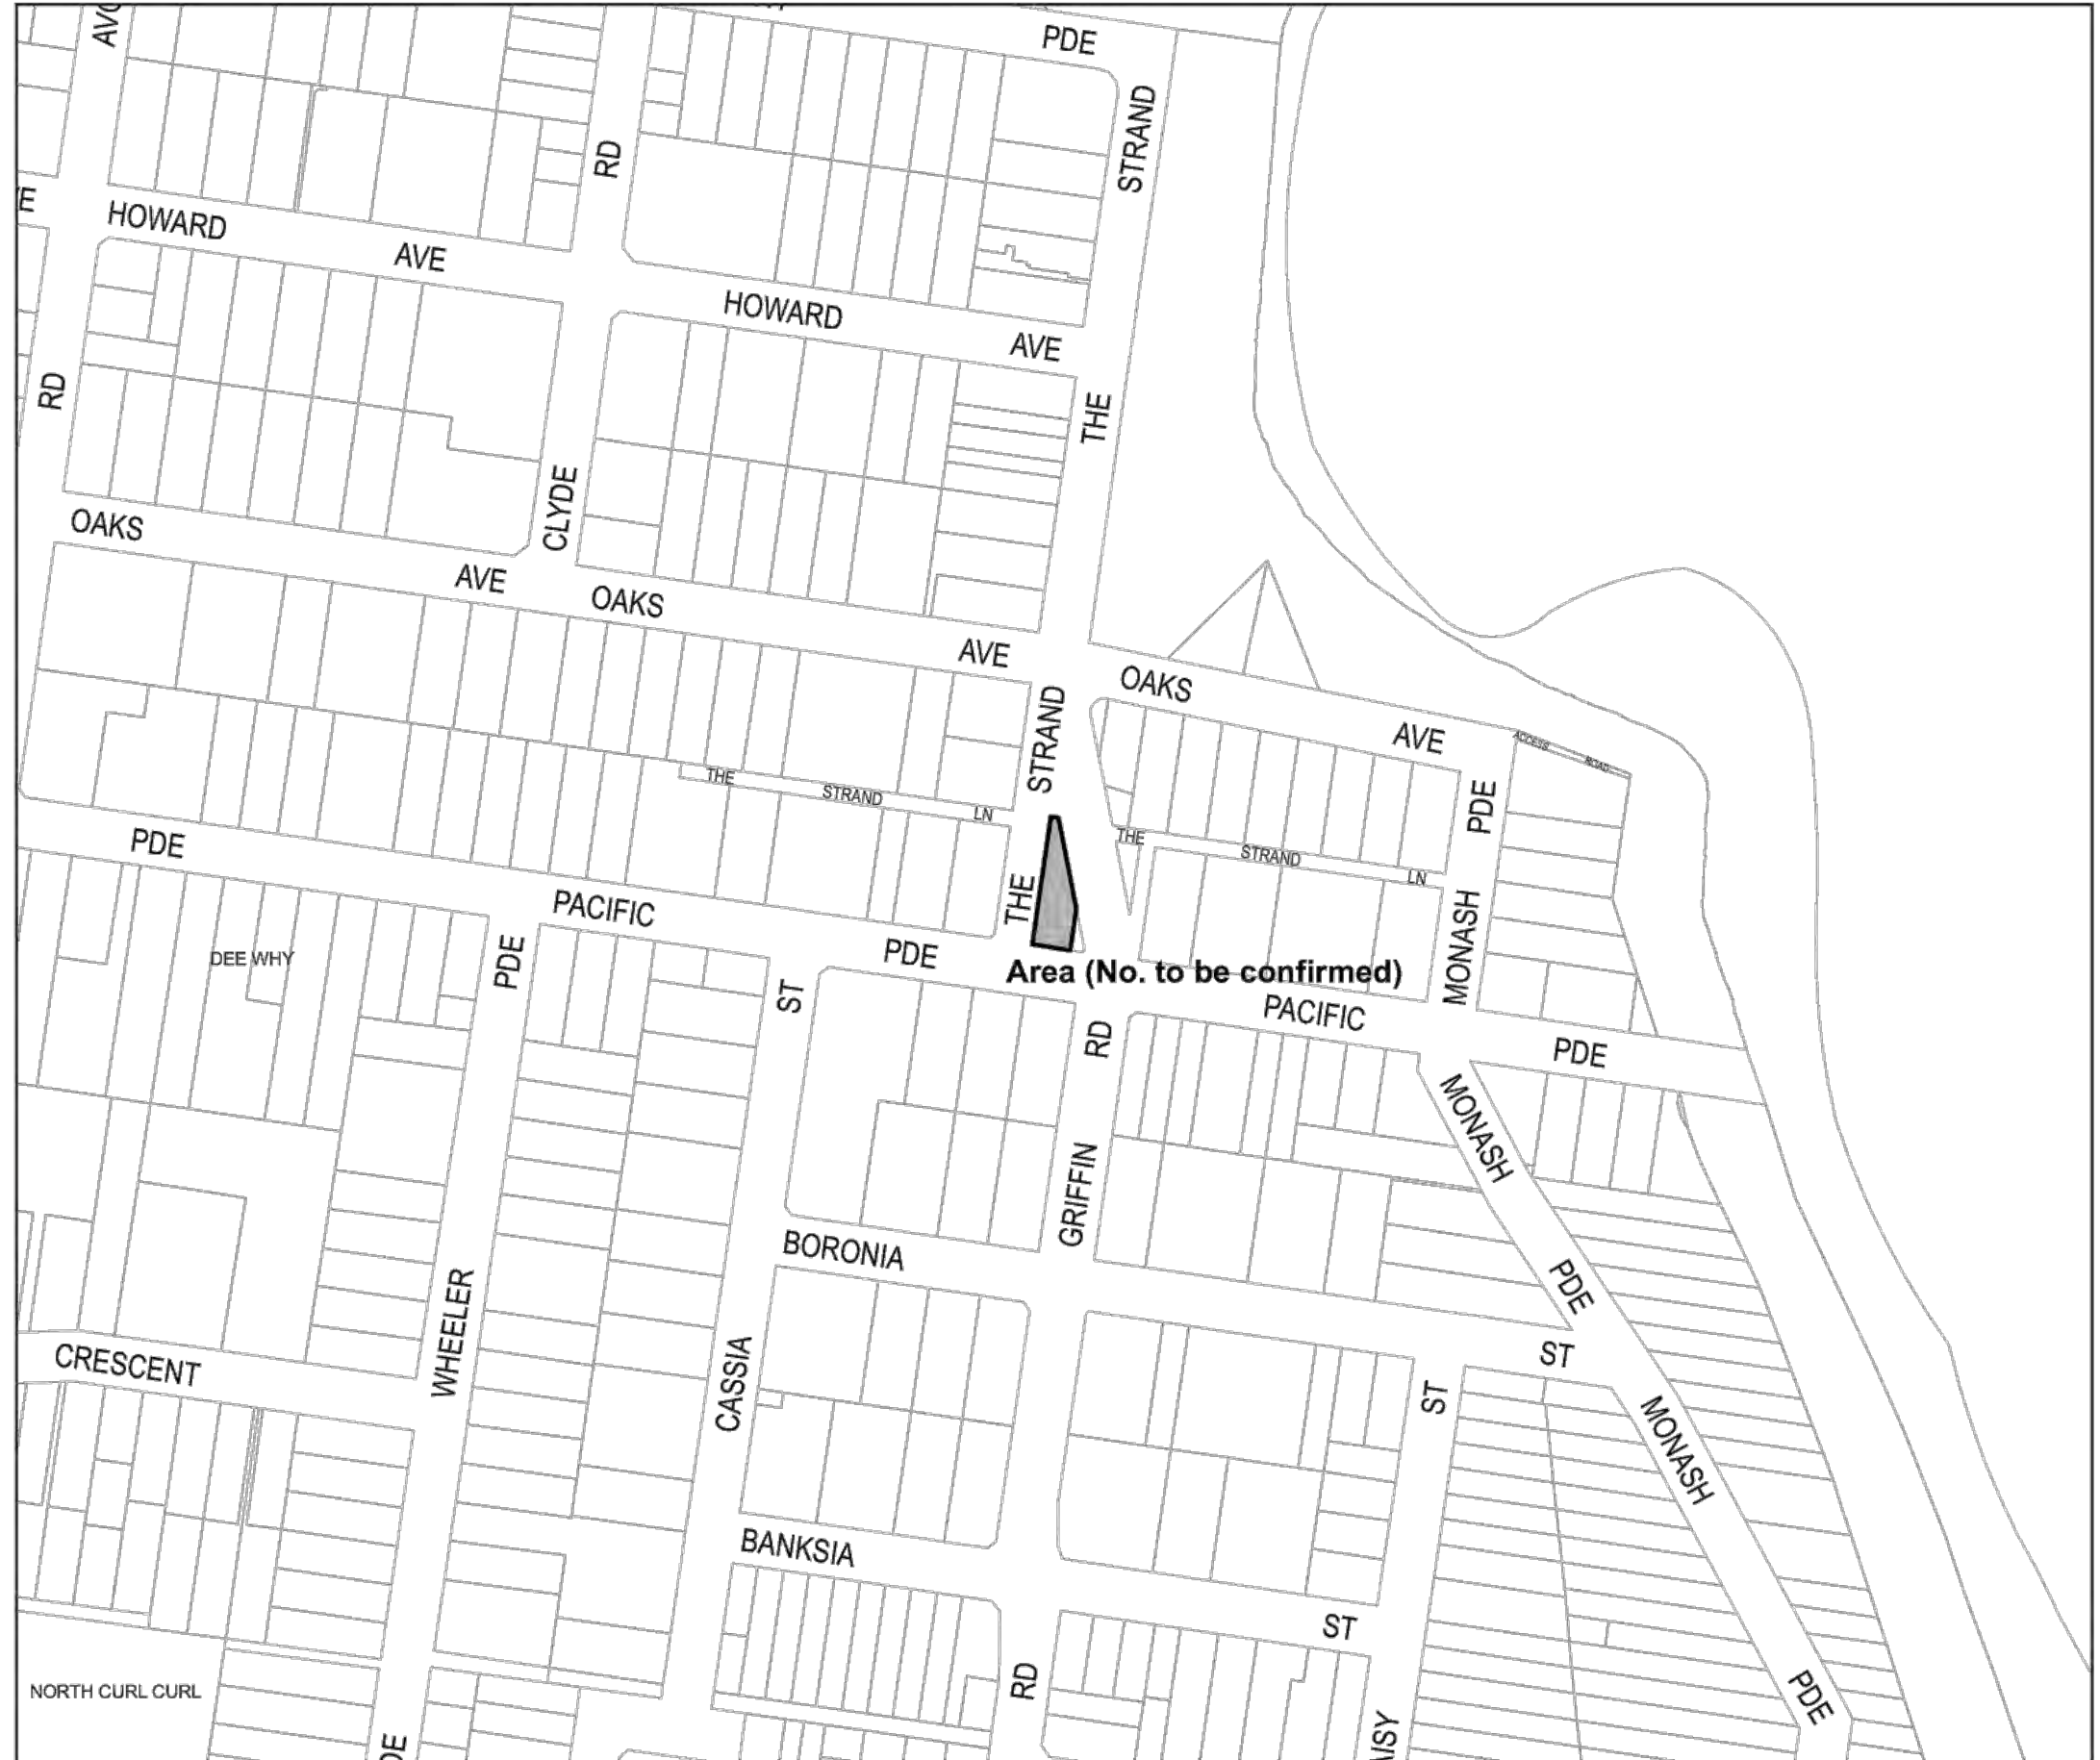 PDE
STRAND
RD
HOWARD
AVE
HOWARD
AVE
RD
THE
CLYDE
OAKS
AVE
OAKS
AVE
OAKS
AVE
STRAND
ACCESS ROAD
THE STRAND LN
PDE
THE
THE STRAND LN
PDE
MONASH
PACIFIC
PDE
DEE WHY
PDE
ST
Area (No. to be confirmed)
PACIFIC
PDE
RD
GRIFFIN
MONASH
PDE
BORONIA
ST
WHEELER
CRESCENT
CASSIA
ST
MONASH
BANKSIA
ST
RD
PDE
NORTH CURL CURL